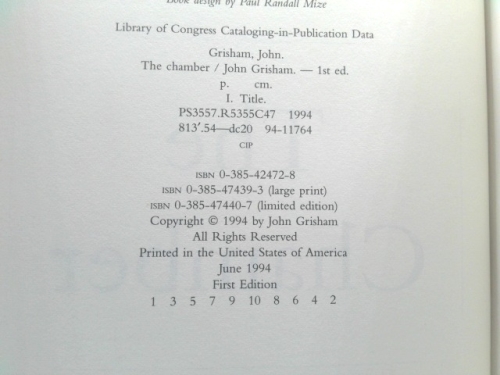 Book design by Paul Randall Mize
Library of Congress Cataloging-in-Publication Data
Grisham, John.
The chamber / John Grisham. — 1st ed.
p. cm.
I. Title.
PS3557.R5355C47 1994
813'.54—dc20 94-11764
CIP
ISBN 0-385-42472-8
ISBN 0-385-47439-3 (large print)
ISBN 0-385-47440-7 (limited edition)
Copyright © 1994 by John Grisham
All Rights Reserved
Printed in the United States of America
June 1994
First Edition
1 3 5 7 9 10 8 6 4 2